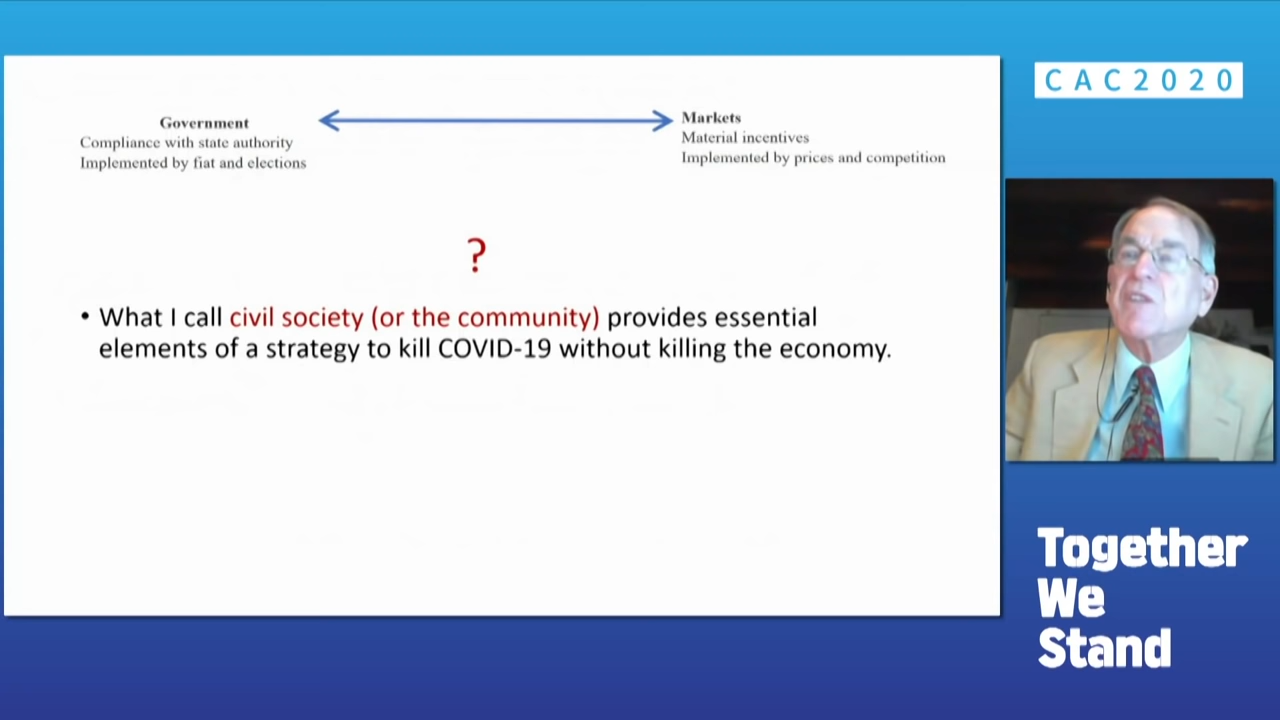 Government
Compliance with state authority
Implemented by fiat and elections
Markets
Material incentives
Implemented by prices and competition
?
• What I call civil society (or the community) provides essential
elements of a strategy to kill COVID-19 without killing the economy.
CAC2020
Together
We
Stand